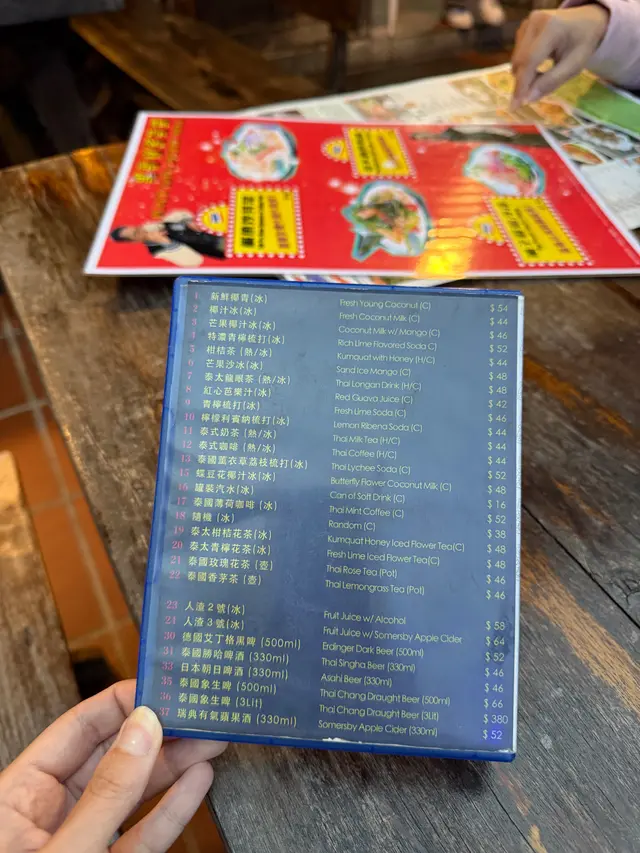 1 新鮮椰青(冰) Fresh Young Coconut (C) $ 54
2 椰汁冰(冰) Fresh Coconut Milk (C) $ 44
3 芒果椰汁冰(冰) Coconut Milk w/ Mango (C) $ 46
4 特濃青檸梳打(冰) Rich Lime Flavored Soda C) $ 52
5 柑桔茶 (熱/冰) Kumquat with Honey (H/C) $ 44
6 芒果沙冰(冰) Sand Ice Mango (C) $ 48
7 泰太龍眼茶(熱/冰) Thai Longan Drink (H/C) $ 48
8 紅心芭樂汁(冰) Red Guava Juice (C) $ 42
9 青檸梳打(冰) Fresh Lime Soda (C) $ 46
10 檸檬利賓納梳打(冰) Lemon Ribena Soda (C) $ 44
11 泰式奶茶 (熱/冰) Thai Milk Tea (H/C) $ 44
12 泰式咖啡 (熱/冰) Thai Coffee (H/C) $ 44
13 泰國薰衣草荔枝梳打(冰) Thai Lychee Soda (C) $ 52
15 蝶豆花椰汁冰(冰) Butterfly Flower Coconut Milk (C) $ 48
16 罐裝汽水(冰) Can of Soft Drink (C) $ 16
17 泰國薄荷咖啡 (冰) Thai Mint Coffee (C) $ 52
18 隨機 (冰) Random (C) $ 38
19 泰太柑桔花茶(冰) Kumquat Honey Iced Flower Tea(C) $ 48
20 泰太青檸花茶(冰) Fresh Lime Iced Flower Tea(C) $ 48
21 泰國玫瑰花茶 (壺) Thai Rose Tea (Pot) $ 46
22 泰國香茅茶 (壺) Thai Lemongrass Tea (Pot) $ 46
23 人渣2號(冰) Fruit Juice w/ Alcohol $ 58
24 人渣3號(冰) Fruit Juice w/ Somersby Apple Cider $ 64
30 德國艾丁格黑啤 (500ml) Erdinger Dark Beer (500ml) $ 52
31 泰國勝哈啤酒 (330ml) Thai Singha Beer (330ml) $ 46
33 日本朝日啤酒 (330ml) Asahi Beer (330ml) $ 46
35 泰國象生啤 (500ml) Thai Chang Draught Beer (500ml) $ 66
36 泰國象生啤 (3Lit) Thai Chang Draught Beer (3Lit) $ 380
37 瑞典有氣蘋果酒 (330ml) Somersby Apple Cider (330ml) $ 52